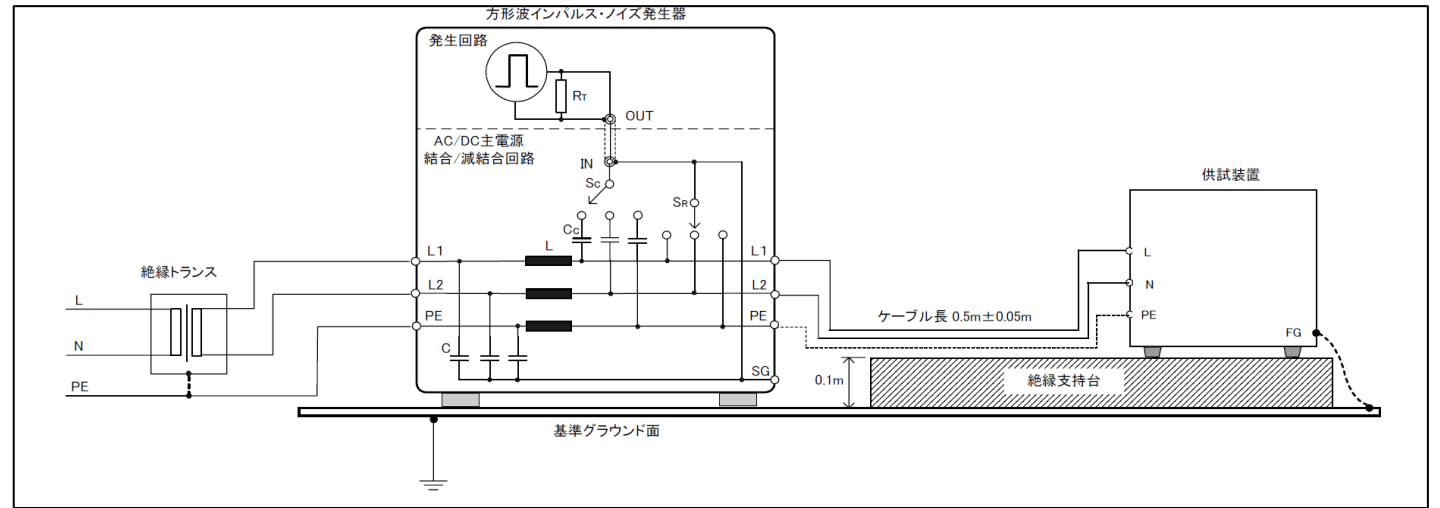 方形波インパルス・ノイズ発生器
発生回路
RT
OUT
AC/DC主電源
結合/減結合回路
IN
Sc
SR
Cc
L
L1
L2
PE
C
L1
L2
PE
SG
絶縁トランス
L
N
PE
ケーブル長 0.5m±0.05m
供試装置
L
N
PE
FG
0.1m
絶縁支持台
基準グラウンド面